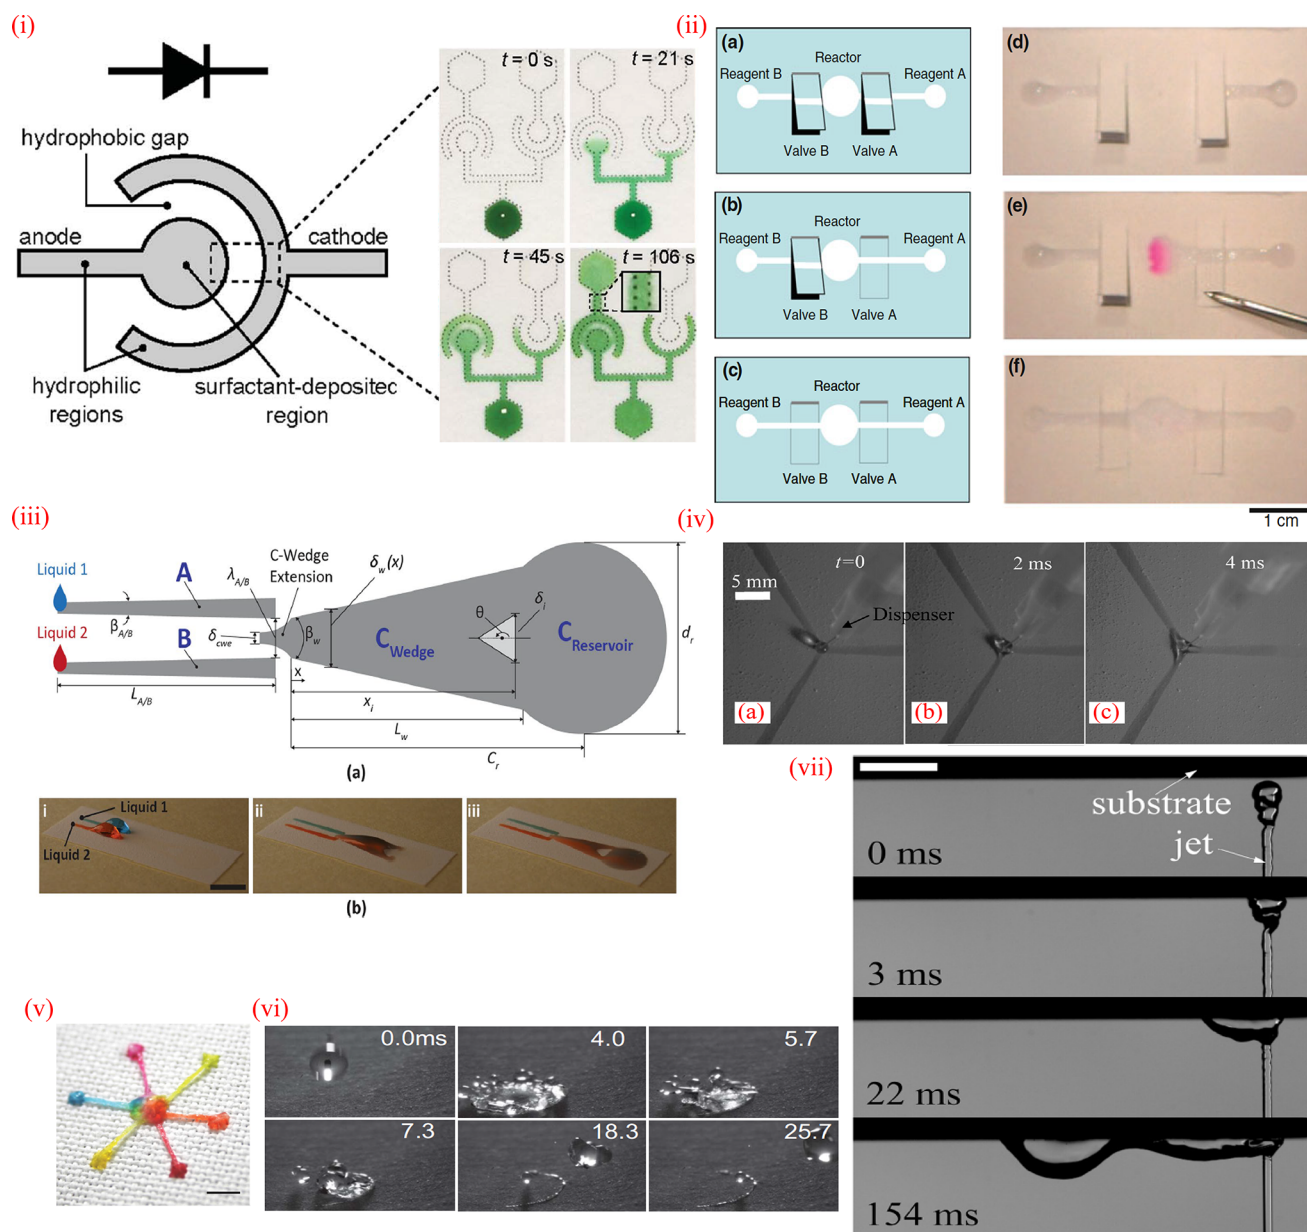 (i)
hydrophobic gap
anode
cathode
hydrophilic
regions
surfactant-deposited
region
t = 0 s
t = 21 s
t = 45 s
t = 106 s
(ii)
(a)
Reactor
Reagent B
Reagent A
Valve B
Valve A
(b)
Reactor
Reagent B
Reagent A
Valve B
Valve A
(c)
Reactor
Reagent B
Reagent A
Valve B
Valve A
(d)
(e)
(f)
1 cm
(iii)
Liquid 1
A
λA/B
C-Wedge
Extension
δw(x)
βA/B
Liquid 2
B
δcwe
βw
CWedge
θ
δi
CReservoir
dr
x
LA/B
xi
Lw
Cr
(a)
i
Liquid 1
Liquid 2
ii
iii
(b)
(iv)
t=0
5 mm
Dispenser
(a)
2 ms
(b)
4 ms
(c)
(v)
(vi)
0.0ms
4.0
5.7
7.3
18.3
25.7
(vii)
substrate
jet
0 ms
3 ms
22 ms
154 ms